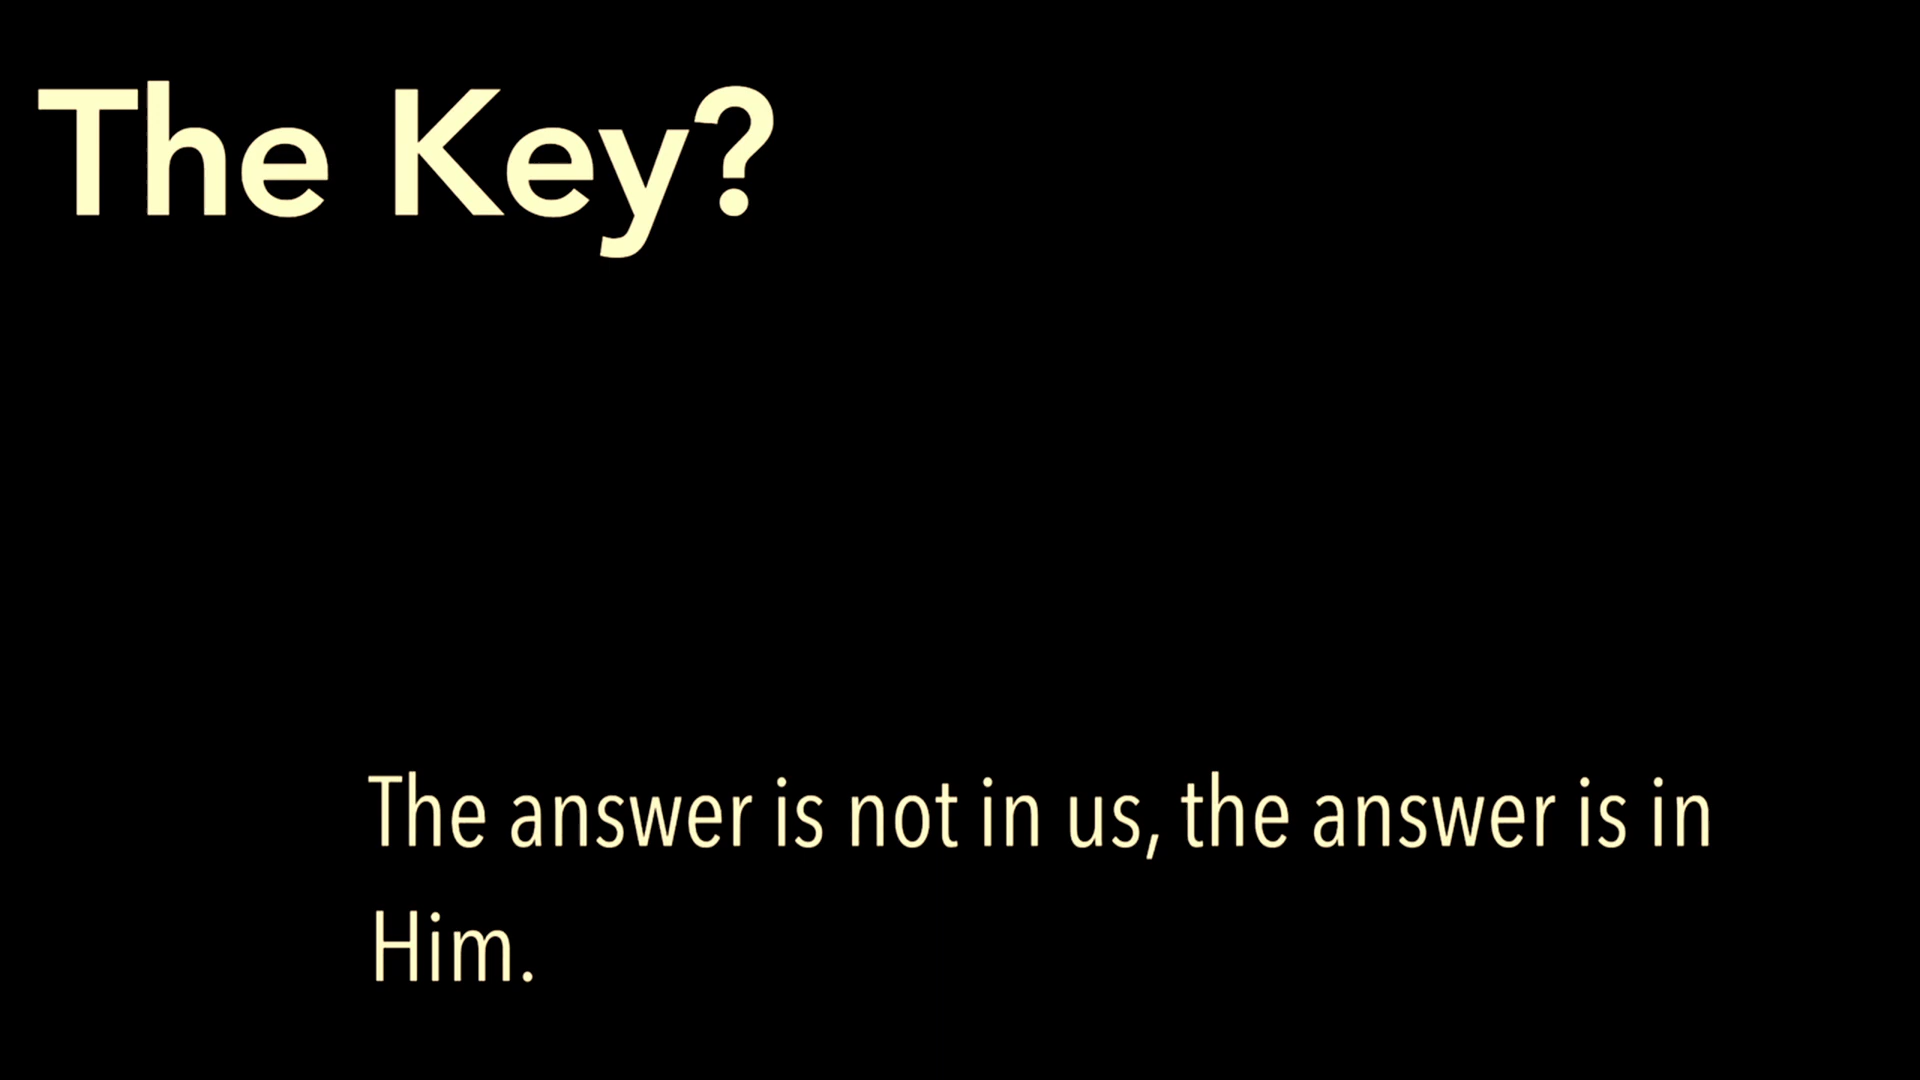 The Key?
The answer is not in us, the answer is in
Him.